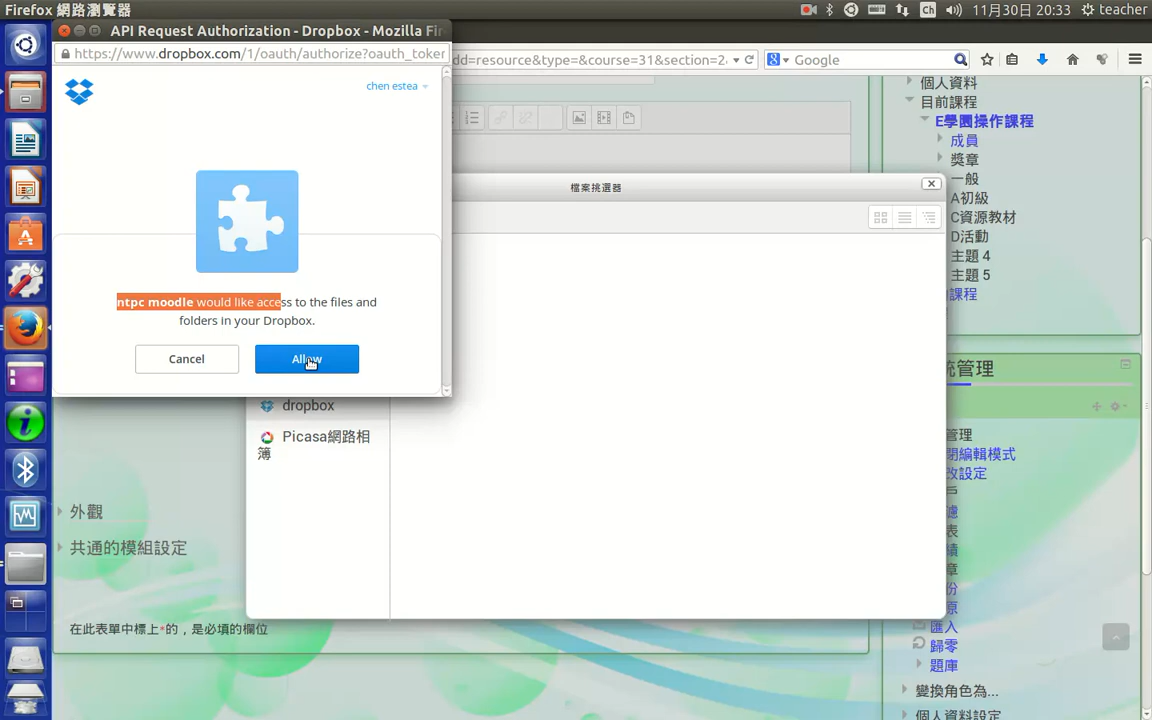 Firefox 網路瀏覽器
Ch
11月30日 20:33
teacher
API Request Authorization - Dropbox - Mozilla Fir
https://www.dropbox.com/1/oauth/authorize?oauth_toker
dd=resource&type=&course=31&section=2
Google
chen estea
ntpc moodle would like access to the files and
folders in your Dropbox.
Cancel
Allow
檔案挑選器
dropbox
Picasa網路相
簿
外觀
共通的模組設定
在此表單中標上*的，是必填的欄位
個人資料
目前課程
E學園操作課程
成員
獎章
一般
A初級
C資源教材
D活動
主題 4
主題 5
課程
統管理
管理
閉編輯模式
改設定
戶
濾
表
績
章
份
原
匯入
歸零
題庫
變換角色為...
個人資料設定